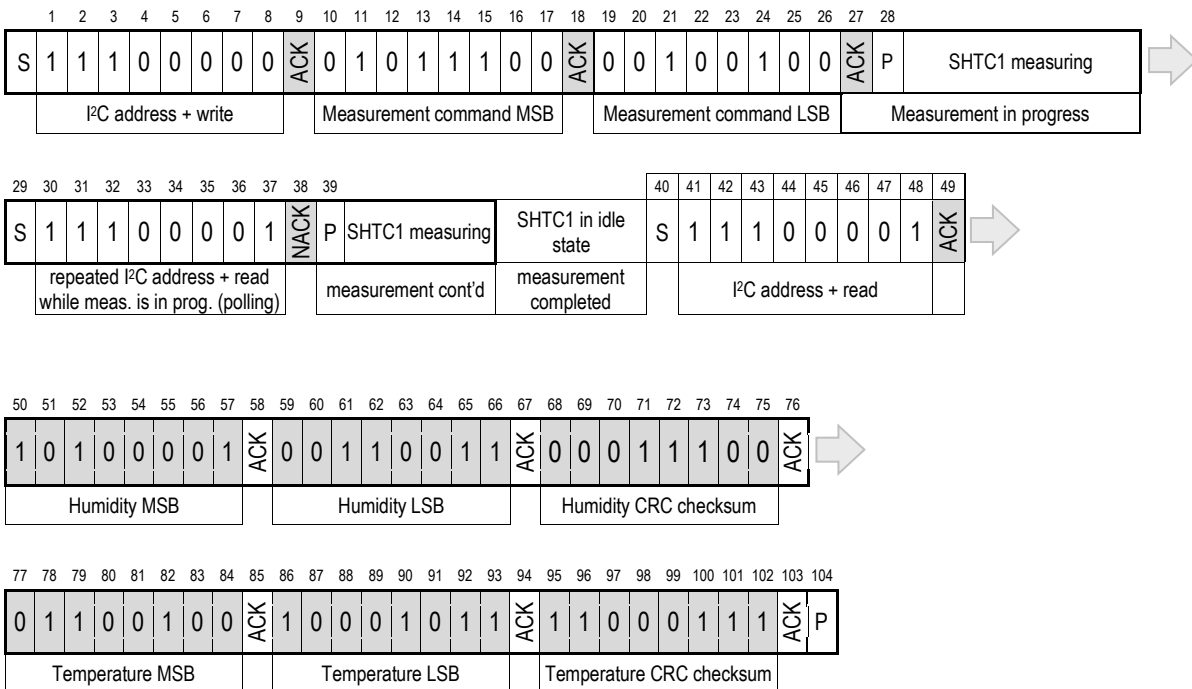 1 2 3 4 5 6 7 8 9 10 11 12 13 14 15 16 17 18 19 20 21 22 23 24 25 26 27 28
S 1 1 1 0 0 0 0 0 ACK 0 1 0 1 1 1 0 0 ACK 0 0 1 0 0 1 0 0 ACK P SHTC1 measuring
I²C address + write Measurement command MSB Measurement command LSB Measurement in progress
29 30 31 32 33 34 35 36 37 38 39 40 41 42 43 44 45 46 47 48 49
S 1 1 1 0 0 0 0 1 NACK P SHTC1 measuring SHTC1 in idle state S 1 1 1 0 0 0 0 1 ACK
repeated I²C address + read
while meas. is in prog. (polling)
measurement cont'd
measurement
completed
I²C address + read
50 51 52 53 54 55 56 57 58 59 60 61 62 63 64 65 66 67 68 69 70 71 72 73 74 75 76
1 0 1 0 0 0 0 1 ACK 0 0 1 1 0 0 1 1 ACK 0 0 0 1 1 1 0 0 ACK
Humidity MSB Humidity LSB Humidity CRC checksum
77 78 79 80 81 82 83 84 85 86 87 88 89 90 91 92 93 94 95 96 97 98 99 100 101 102 103 104
0 1 1 0 0 1 0 0 ACK 1 0 0 0 1 0 1 1 ACK 1 1 0 0 0 1 1 1 ACK P
Temperature MSB Temperature LSB Temperature CRC checksum